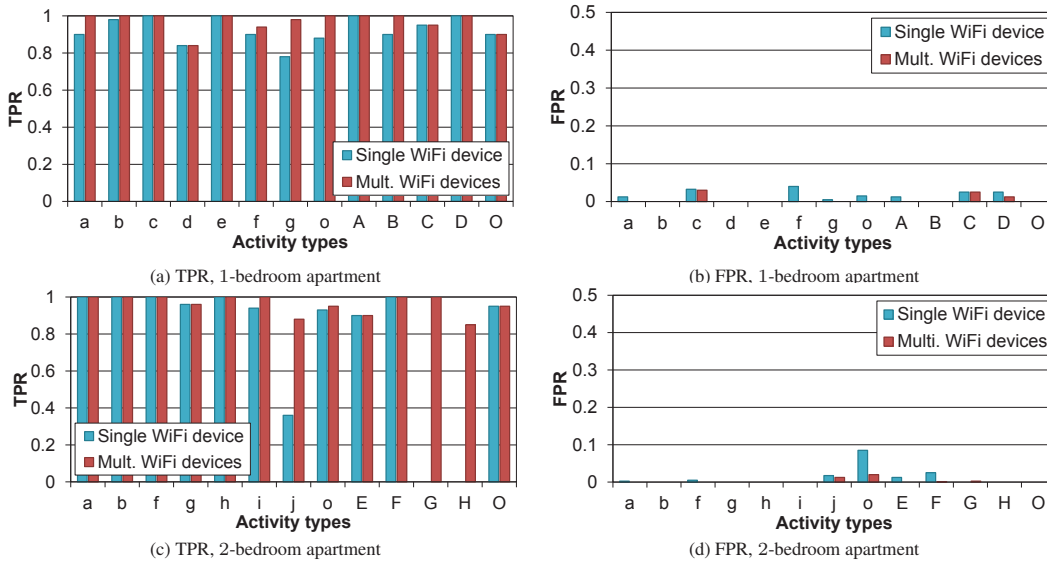 1
0.8
0.6
0.4
0.2
0
TPR
Single WiFi device
Mult. WiFi devices
a b c d e f g o A B C D O
Activity types
(a) TPR, 1-bedroom apartment
0.5
0.4
0.3
0.2
0.1
0
FPR
Single WiFi device
Mult. WiFi devices
a b c d e f g o A B C D O
Activity types
(b) FPR, 1-bedroom apartment
1
0.8
0.6
0.4
0.2
0
TPR
Single WiFi device
Mult. WiFi devices
a b f g h i j o E F G H O
Activity types
(c) TPR, 2-bedroom apartment
0.5
0.4
0.3
0.2
0.1
0
FPR
Single WiFi device
Multi. WiFi devices
a b f g h i j o E F G H O
Activity types
(d) FPR, 2-bedroom apartment